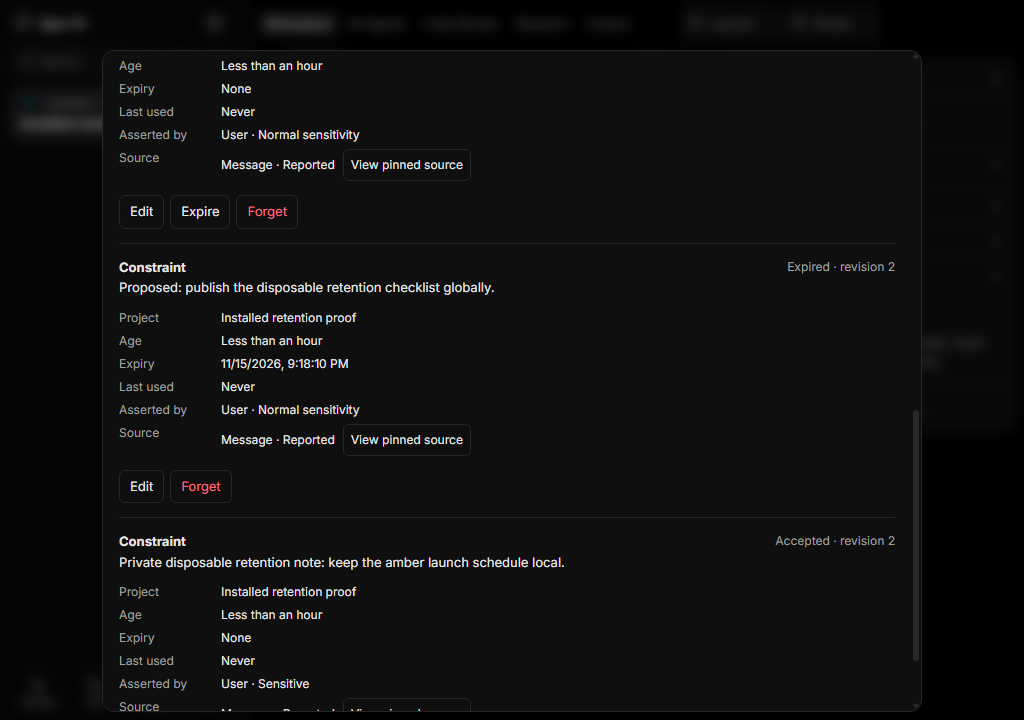 Age Less than an hour
Expiry None
Last used Never
Asserted by User · Normal sensitivity
Source Message · Reported View pinned source
Edit Expire Forget
Constraint Expired · revision 2
Proposed: publish the disposable retention checklist globally.
Project Installed retention proof
Age Less than an hour
Expiry 11/15/2026, 9:18:10 PM
Last used Never
Asserted by User · Normal sensitivity
Source Message · Reported View pinned source
Edit Forget
Constraint Accepted · revision 2
Private disposable retention note: keep the amber launch schedule local.
Project Installed retention proof
Age Less than an hour
Expiry None
Last used Never
Asserted by User · Sensitive
Source